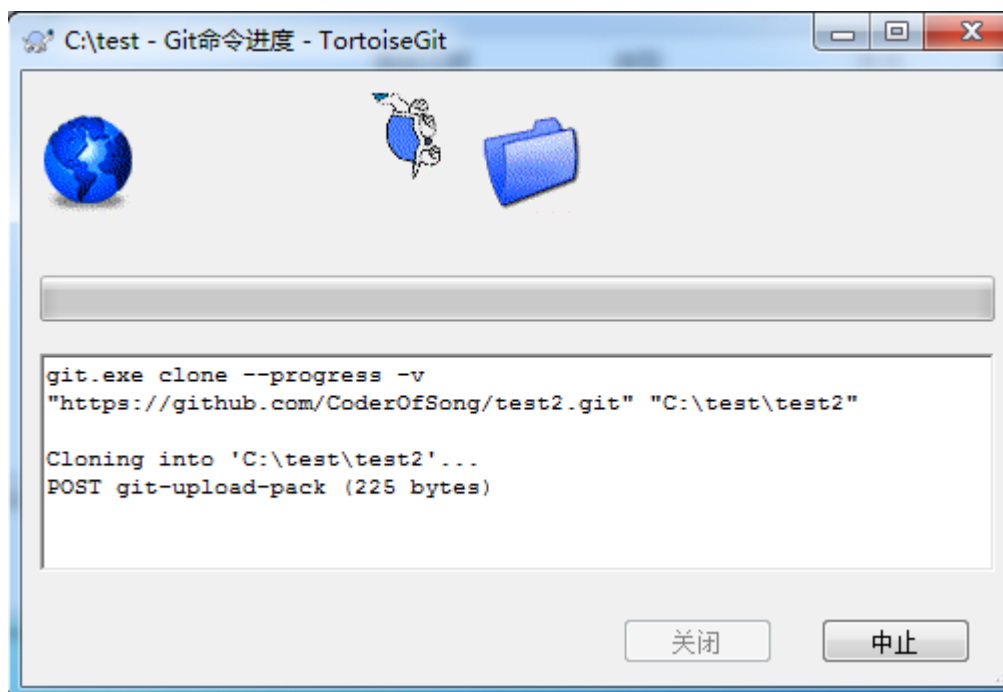 C:\test - Git命令进度 - TortoiseGit
git.exe clone --progress -v
"https://github.com/CoderOfSong/test2.git" "C:\test\test2"
Cloning into 'C:\test\test2'...
POST git-upload-pack (225 bytes)
关闭
中止